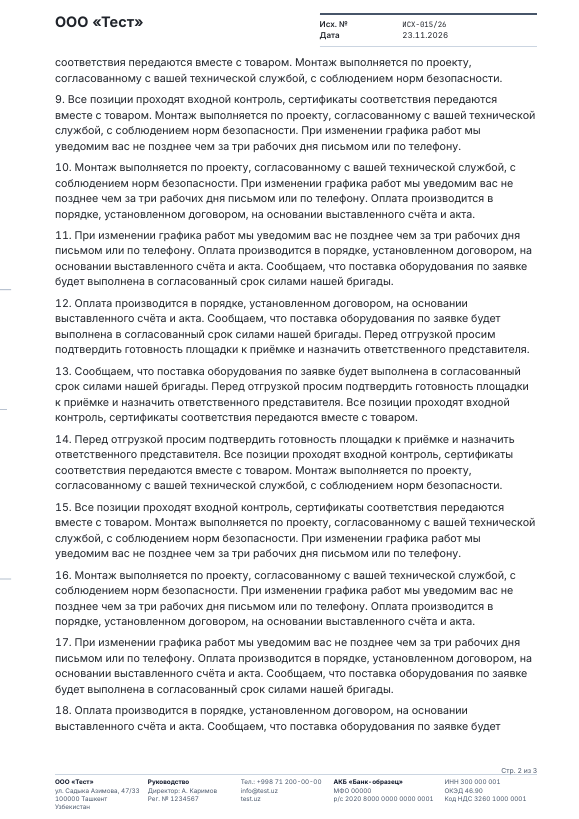 ООО «Тест»
Исх. № ИСХ-015/26
Дата 23.11.2026
соответствия передаются вместе с товаром. Монтаж выполняется по проекту,
согласованному с вашей технической службой, с соблюдением норм безопасности.
9. Все позиции проходят входной контроль, сертификаты соответствия передаются
вместе с товаром. Монтаж выполняется по проекту, согласованному с вашей технической
службой, с соблюдением норм безопасности. При изменении графика работ мы
уведомим вас не позднее чем за три рабочих дня письмом или по телефону.
10. Монтаж выполняется по проекту, согласованному с вашей технической службой, с
соблюдением норм безопасности. При изменении графика работ мы уведомим вас не
позднее чем за три рабочих дня письмом или по телефону. Оплата производится в
порядке, установленном договором, на основании выставленного счёта и акта.
11. При изменении графика работ мы уведомим вас не позднее чем за три рабочих дня
письмом или по телефону. Оплата производится в порядке, установленном договором, на
основании выставленного счёта и акта. Сообщаем, что поставка оборудования по заявке
будет выполнена в согласованный срок силами нашей бригады.
12. Оплата производится в порядке, установленном договором, на основании
выставленного счёта и акта. Сообщаем, что поставка оборудования по заявке будет
выполнена в согласованный срок силами нашей бригады. Перед отгрузкой просим
подтвердить готовность площадки к приёмке и назначить ответственного представителя.
13. Сообщаем, что поставка оборудования по заявке будет выполнена в согласованный
срок силами нашей бригады. Перед отгрузкой просим подтвердить готовность площадки
к приёмке и назначить ответственного представителя. Все позиции проходят входной
контроль, сертификаты соответствия передаются вместе с товаром.
14. Перед отгрузкой просим подтвердить готовность площадки к приёмке и назначить
ответственного представителя. Все позиции проходят входной контроль, сертификаты
соответствия передаются вместе с товаром. Монтаж выполняется по проекту,
согласованному с вашей технической службой, с соблюдением норм безопасности.
15. Все позиции проходят входной контроль, сертификаты соответствия передаются
вместе с товаром. Монтаж выполняется по проекту, согласованному с вашей технической
службой, с соблюдением норм безопасности. При изменении графика работ мы
уведомим вас не позднее чем за три рабочих дня письмом или по телефону.
16. Монтаж выполняется по проекту, согласованному с вашей технической службой, с
соблюдением норм безопасности. При изменении графика работ мы уведомим вас не
позднее чем за три рабочих дня письмом или по телефону. Оплата производится в
порядке, установленном договором, на основании выставленного счёта и акта.
17. При изменении графика работ мы уведомим вас не позднее чем за три рабочих дня
письмом или по телефону. Оплата производится в порядке, установленном договором, на
основании выставленного счёта и акта. Сообщаем, что поставка оборудования по заявке
будет выполнена в согласованный срок силами нашей бригады.
18. Оплата производится в порядке, установленном договором, на основании
выставленного счёта и акта. Сообщаем, что поставка оборудования по заявке будет
Стр. 2 из 3
ООО «Тест»
ул. Садыка Азимова, 47/33
100000 Ташкент
Узбекистан
Руководство
Директор: А. Каримов
Рег. № 1234567
Тел.: +998 71 200-00-00
info@test.uz
test.uz
АКБ «Банк-образец»
МФО 00000
р/с 2020 8000 0000 0000 0001
ИНН 300 000 001
ОКЭД 46.90
Код НДС 3260 1000 0001